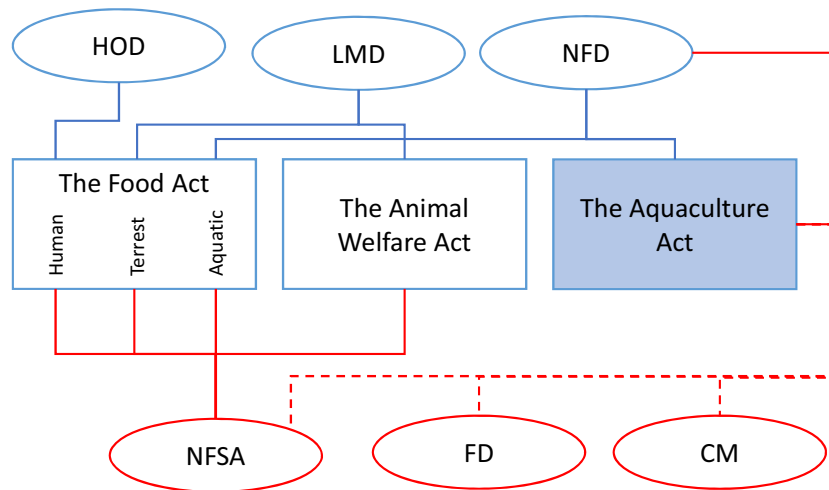 HOD
LMD
NFD
The Food Act
Human
Terrest
Aquatic
The Animal
Welfare Act
The Aquaculture
Act
NFSA
FD
CM